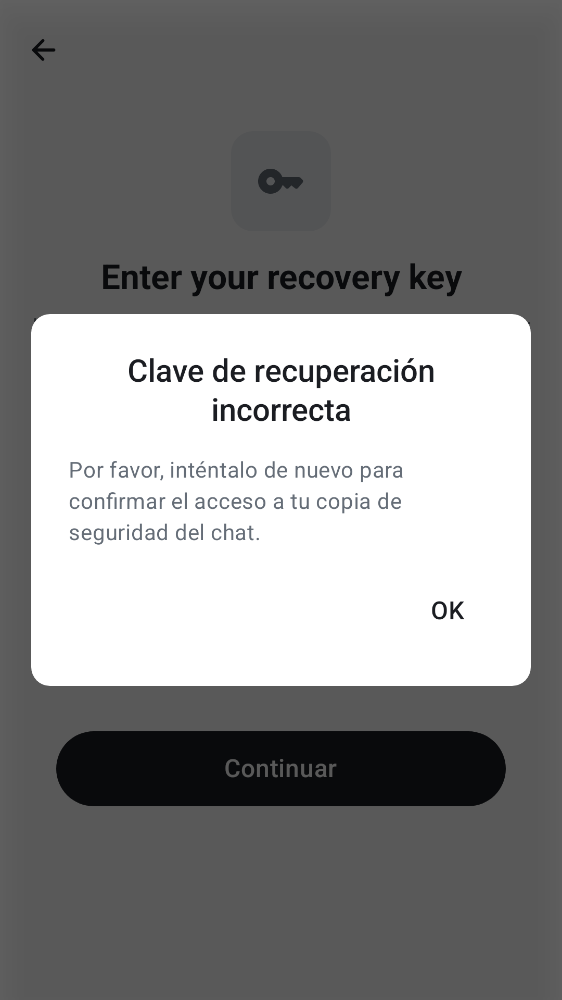 Enter your recovery key
Clave de recuperación
incorrecta
Por favor, inténtalo de nuevo para
confirmar el acceso a tu copia de
seguridad del chat.
OK
Continuar